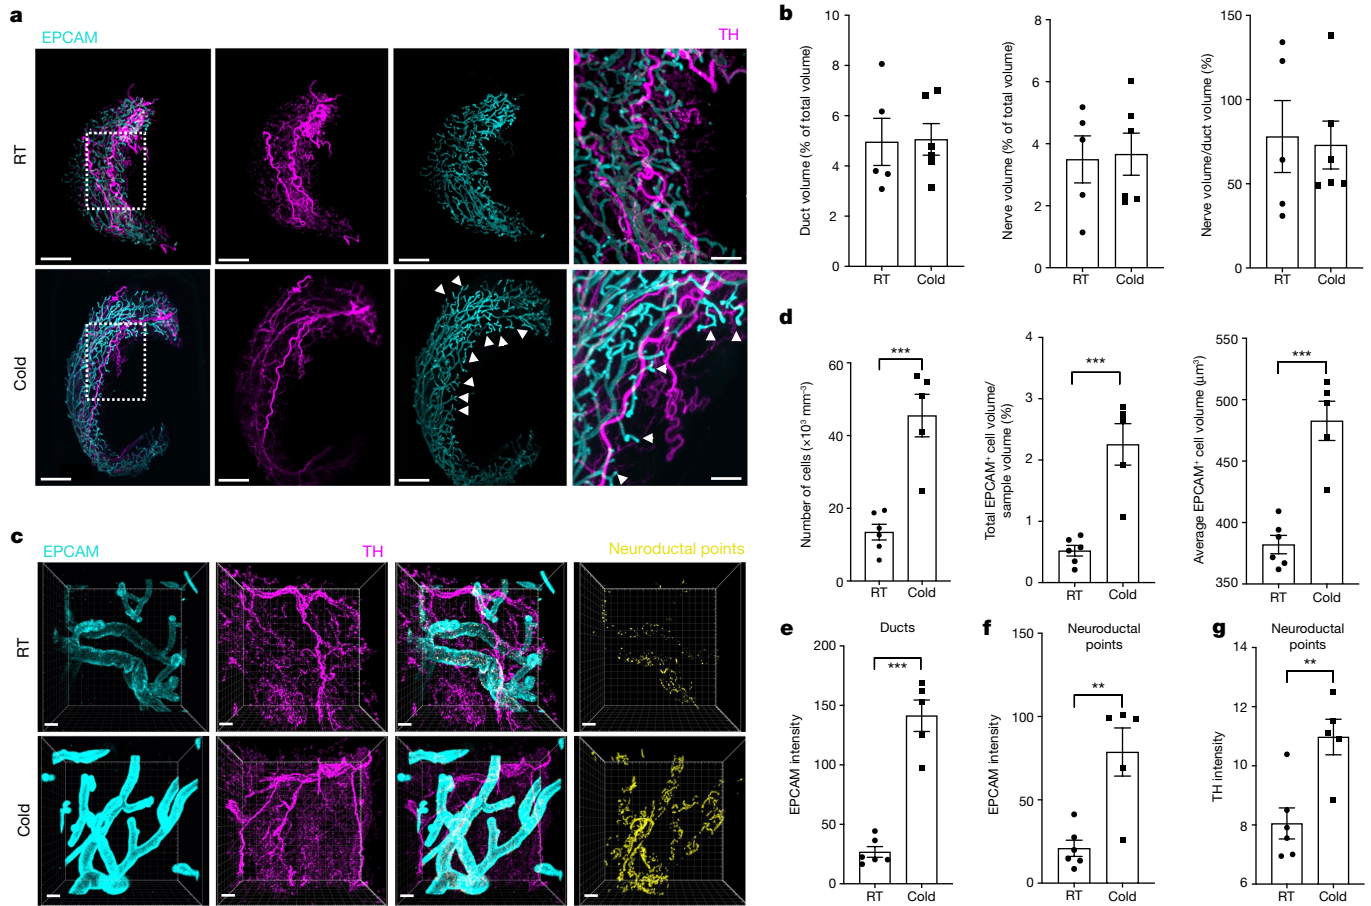 a
EPCAM
TH
RT
Cold
b
Duct volume (% of total volume)
10
8
6
4
2
0
RT
Cold
Nerve volume (% of total volume)
8
6
4
2
0
RT
Cold
Nerve volume/duct volume (%)
150
100
50
0
RT
Cold
c
EPCAM
TH
Neuroductal points
RT
Cold
d
Number of cells (×10³ mm⁻³)
60
40
20
0
***
RT
Cold
Total EPCAM⁺ cell volume/
sample volume (%)
4
3
2
1
0
***
RT
Cold
Average EPCAM⁺ cell volume (µm³)
550
500
450
400
350
***
RT
Cold
e
Ducts
EPCAM intensity
200
150
100
50
0
***
RT
Cold
f
Neuroductal
points
EPCAM intensity
150
100
50
0
**
RT
Cold
g
Neuroductal
points
TH intensity
14
12
10
8
6
**
RT
Cold